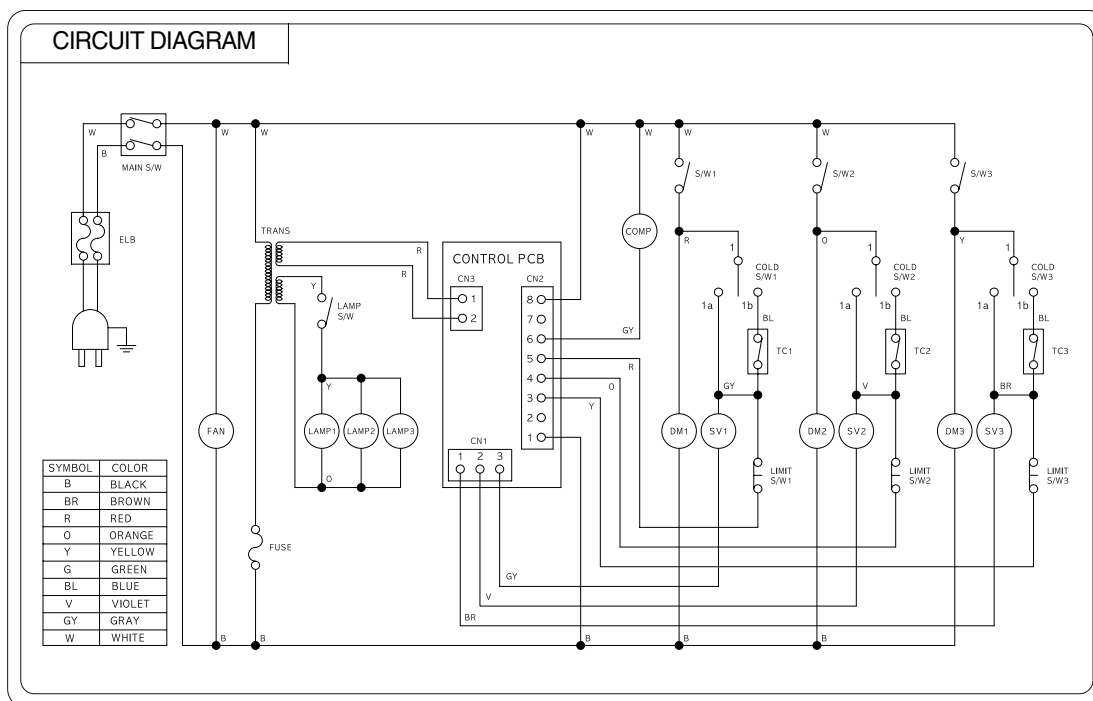 CIRCUIT DIAGRAM
W
W
W
W
W
W
W
B
MAIN S/W
S/W1
S/W2
S/W3
COMP
ELB
TRANS
R
R
CONTROL PCB
CN3
1
2
CN2
8
7
6
5
4
3
2
1
GY
R
O
Y
Y
LAMP
S/W
Y
LAMP1
LAMP2
LAMP3
O
FAN
FUSE
CN1
1 2 3
R
1
COLD
S/W1
1a
1b
BL
TC1
GY
DM1
SV1
LIMIT
S/W1
O
1
COLD
S/W2
1a
1b
BL
TC2
V
DM2
SV2
LIMIT
S/W2
Y
1
COLD
S/W3
1a
1b
BL
TC3
BR
DM3
SV3
LIMIT
S/W3
GY
V
BR
B
B
B
B
B
SYMBOL COLOR
B BLACK
BR BROWN
R RED
O ORANGE
Y YELLOW
G GREEN
BL BLUE
V VIOLET
GY GRAY
W WHITE